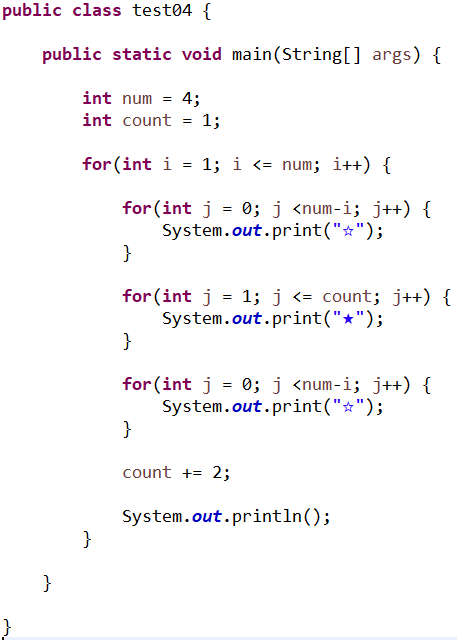 public class test04 {
public static void main(String[] args) {
int num = 4;
int count = 1;
for(int i = 1; i <= num; i++) {
for(int j = 0; j <num-i; j++) {
System.out.print("☆");
}
for(int j = 1; j <= count; j++) {
System.out.print("★");
}
for(int j = 0; j <num-i; j++) {
System.out.print("☆");
}
count += 2;
System.out.println();
}
}
}